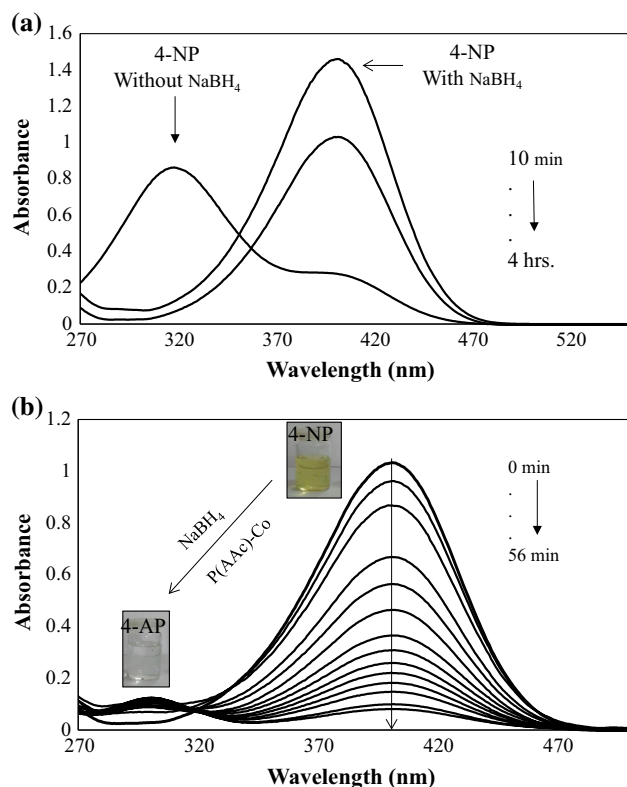 (a)
1.6
1.4
1.2
1
0.8
0.6
0.4
0.2
0
Absorbance
4-NP
Without NaBH₄
4-NP
With NaBH₄
10 min
.
.
.
4 hrs.
270 320 370 420 470 520
Wavelength (nm)
(b)
1.2
1
0.8
0.6
0.4
0.2
0
Absorbance
4-NP
NaBH₄
P(AAc)-Co
4-AP
0 min
.
.
.
56 min
270 320 370 420 470
Wavelength (nm)